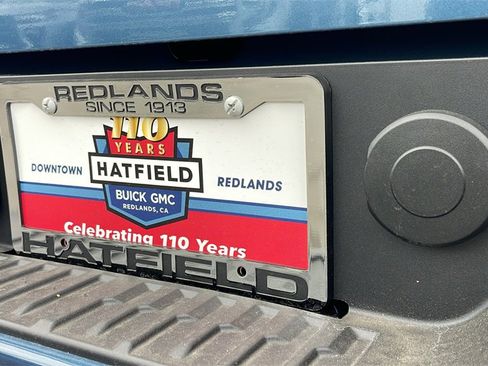 REDLANDS
SINCE 1913
110
YEARS
DOWNTOWN HATFIELD REDLANDS
BUICK GMC
REDLANDS, CA
Celebrating 110 Years
HATFIELD